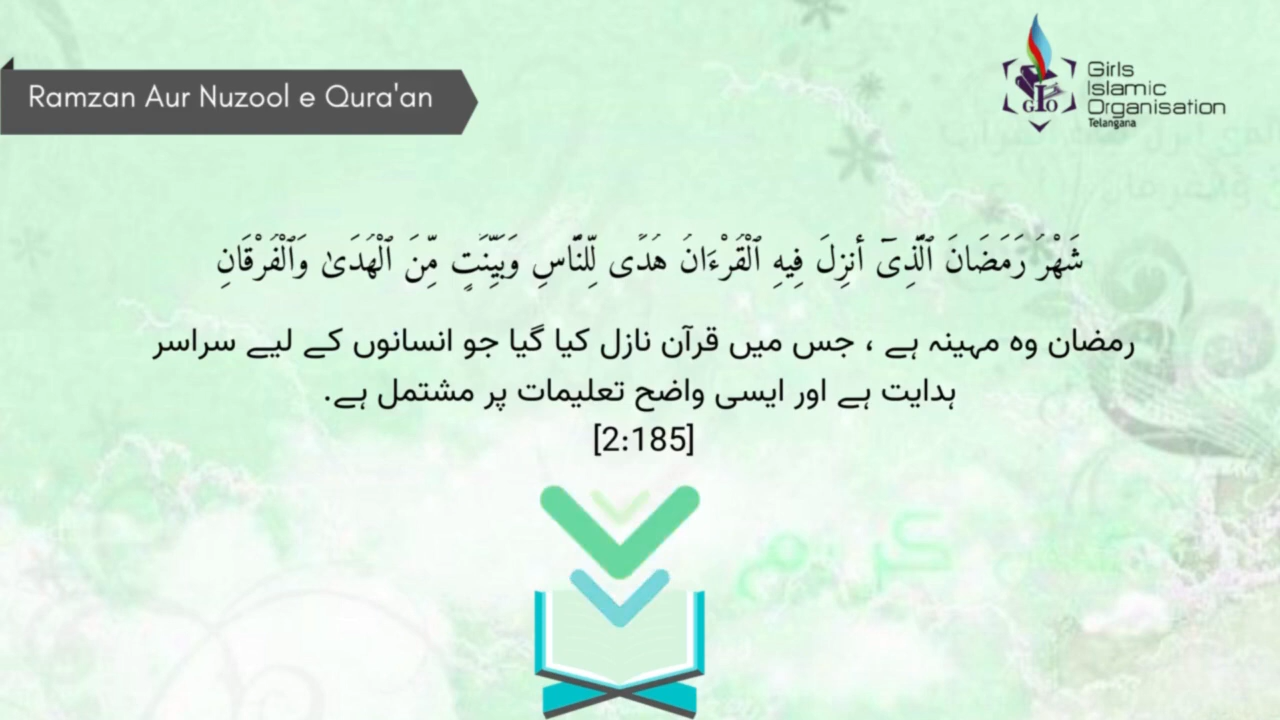 Ramzan Aur Nuzool e Qura'an
Girls
Islamic
Organisation
Telangana
GIO
شَهْرُ رَمَضَانَ ٱلَّذِىٓ أُنزِلَ فِيهِ ٱلْقُرْءَانُ هُدًى لِّلنَّاسِ وَبَيِّنَٰتٍ مِّنَ ٱلْهُدَىٰ وَٱلْفُرْقَانِ
رمضان وہ مہینہ ہے ، جس میں قرآن نازل کیا گیا جو انسانوں کے لیے سراسر
ہدایت ہے اور ایسی واضح تعلیمات پر مشتمل ہے.
[2:185]
كريم